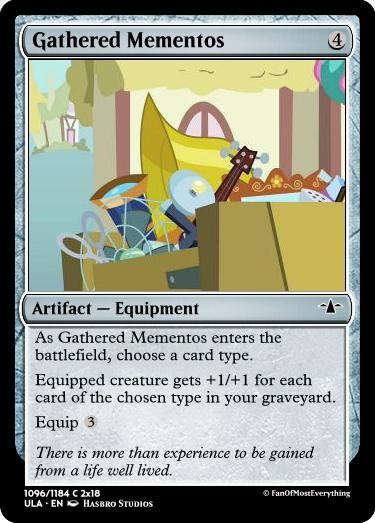 Gathered Mementos 4
Artifact — Equipment
As Gathered Mementos enters the
battlefield, choose a card type.
Equipped creature gets +1/+1 for each
card of the chosen type in your graveyard.
Equip 3
There is more than experience to be gained
from a life well lived.
1096/1184 C 2x18
ULA • EN Hasbro Studios
© FanOfMostEverything